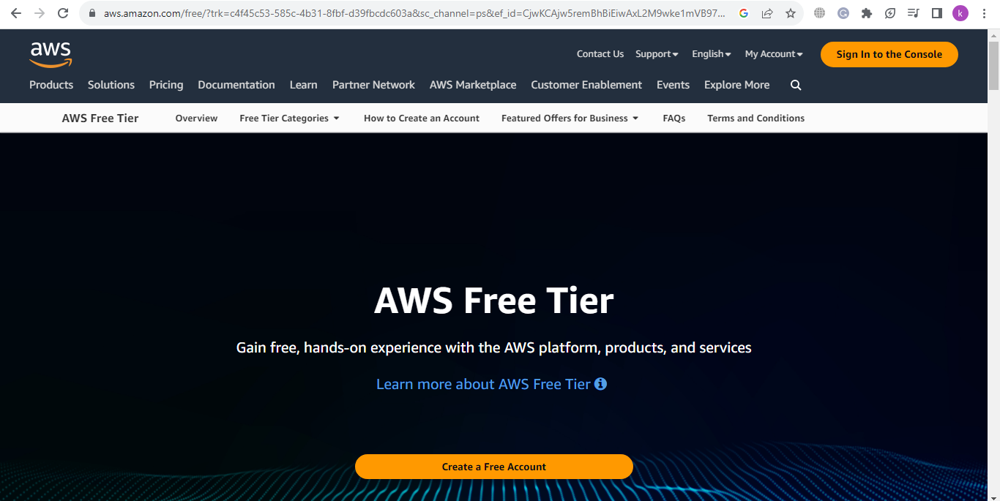 aws.amazon.com/free/?trk=c4f45c53-585c-4b31-8fbf-d39fbcdc603a&sc_channel=ps&ef_id=CjwKCAjw5remBhBiEiwAxL2M9wke1mVB97...
k
aws
Contact Us Support English My Account Sign In to the Console
Products Solutions Pricing Documentation Learn Partner Network AWS Marketplace Customer Enablement Events Explore More
AWS Free Tier Overview Free Tier Categories How to Create an Account Featured Offers for Business FAQs Terms and Conditions
AWS Free Tier
Gain free, hands-on experience with the AWS platform, products, and services
Learn more about AWS Free Tier
Create a Free Account